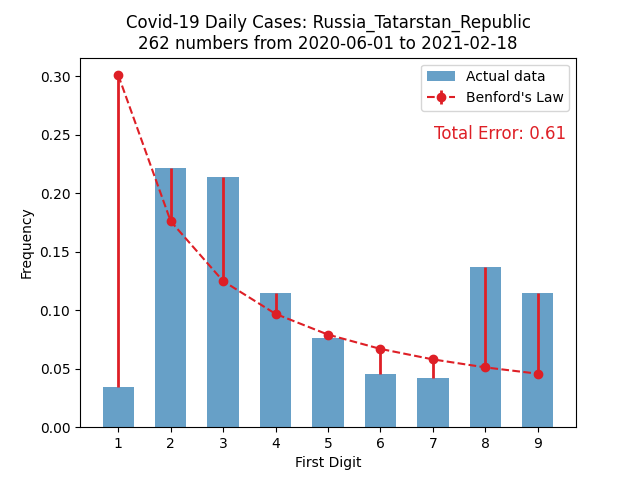 Covid-19 Daily Cases: Russia_Tatarstan_Republic
262 numbers from 2020-06-01 to 2021-02-18
Actual data
Benford's Law
Total Error: 0.61
Frequency
0.30
0.25
0.20
0.15
0.10
0.05
0.00
1 2 3 4 5 6 7 8 9
First Digit